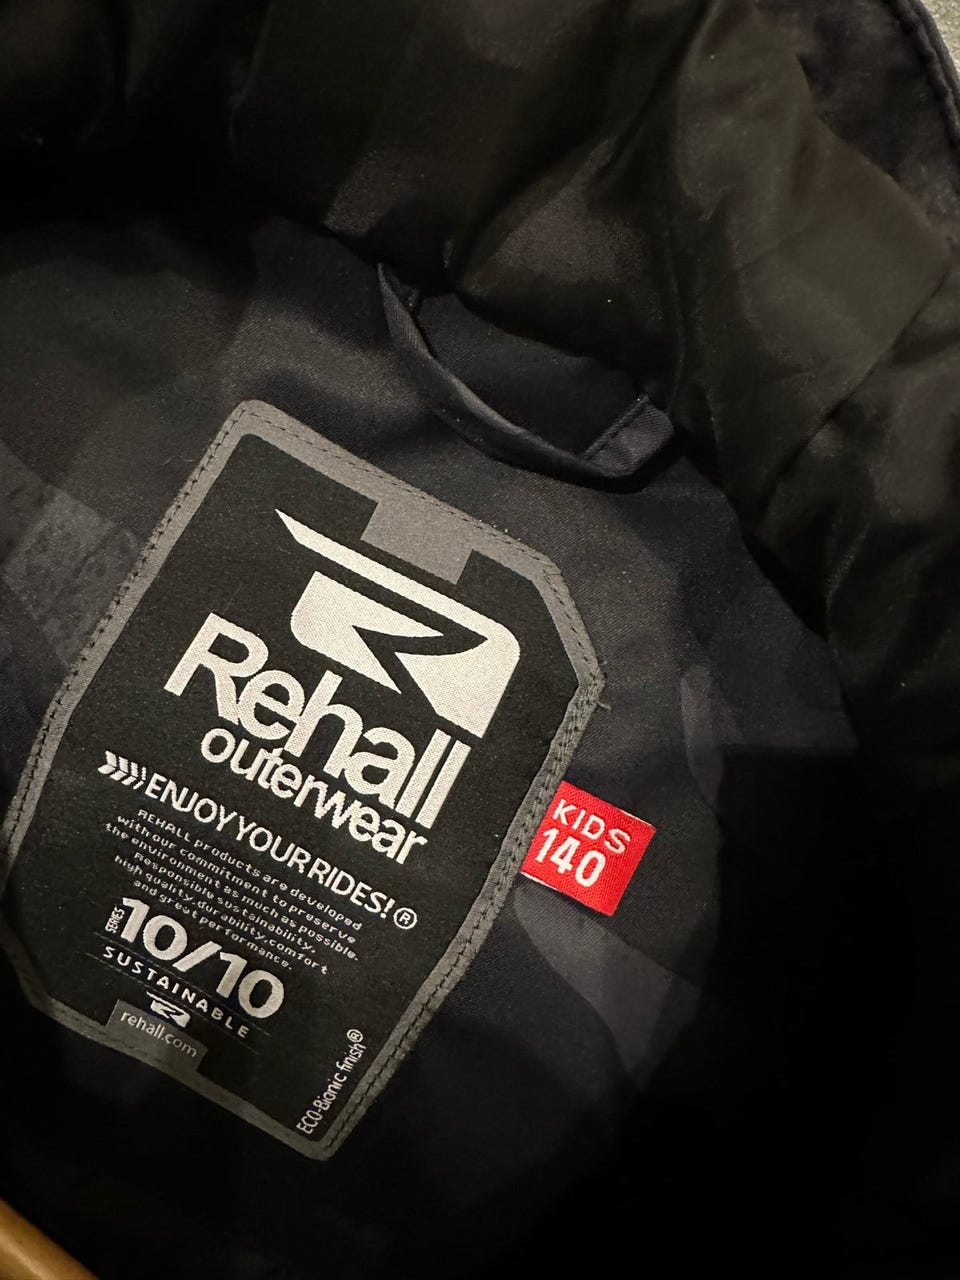 Rehall
outerwear
ENJOY YOUR RIDES!®
REHALL products are developed
with our commitment to preserve
the environment as much as possible.
Responsible sustainability,
high quality, durability, comfort
and great performance.
SERIES
10/10
SUSTAINABLE
rehall.com
ECO-Bionic finish®
KIDS
140